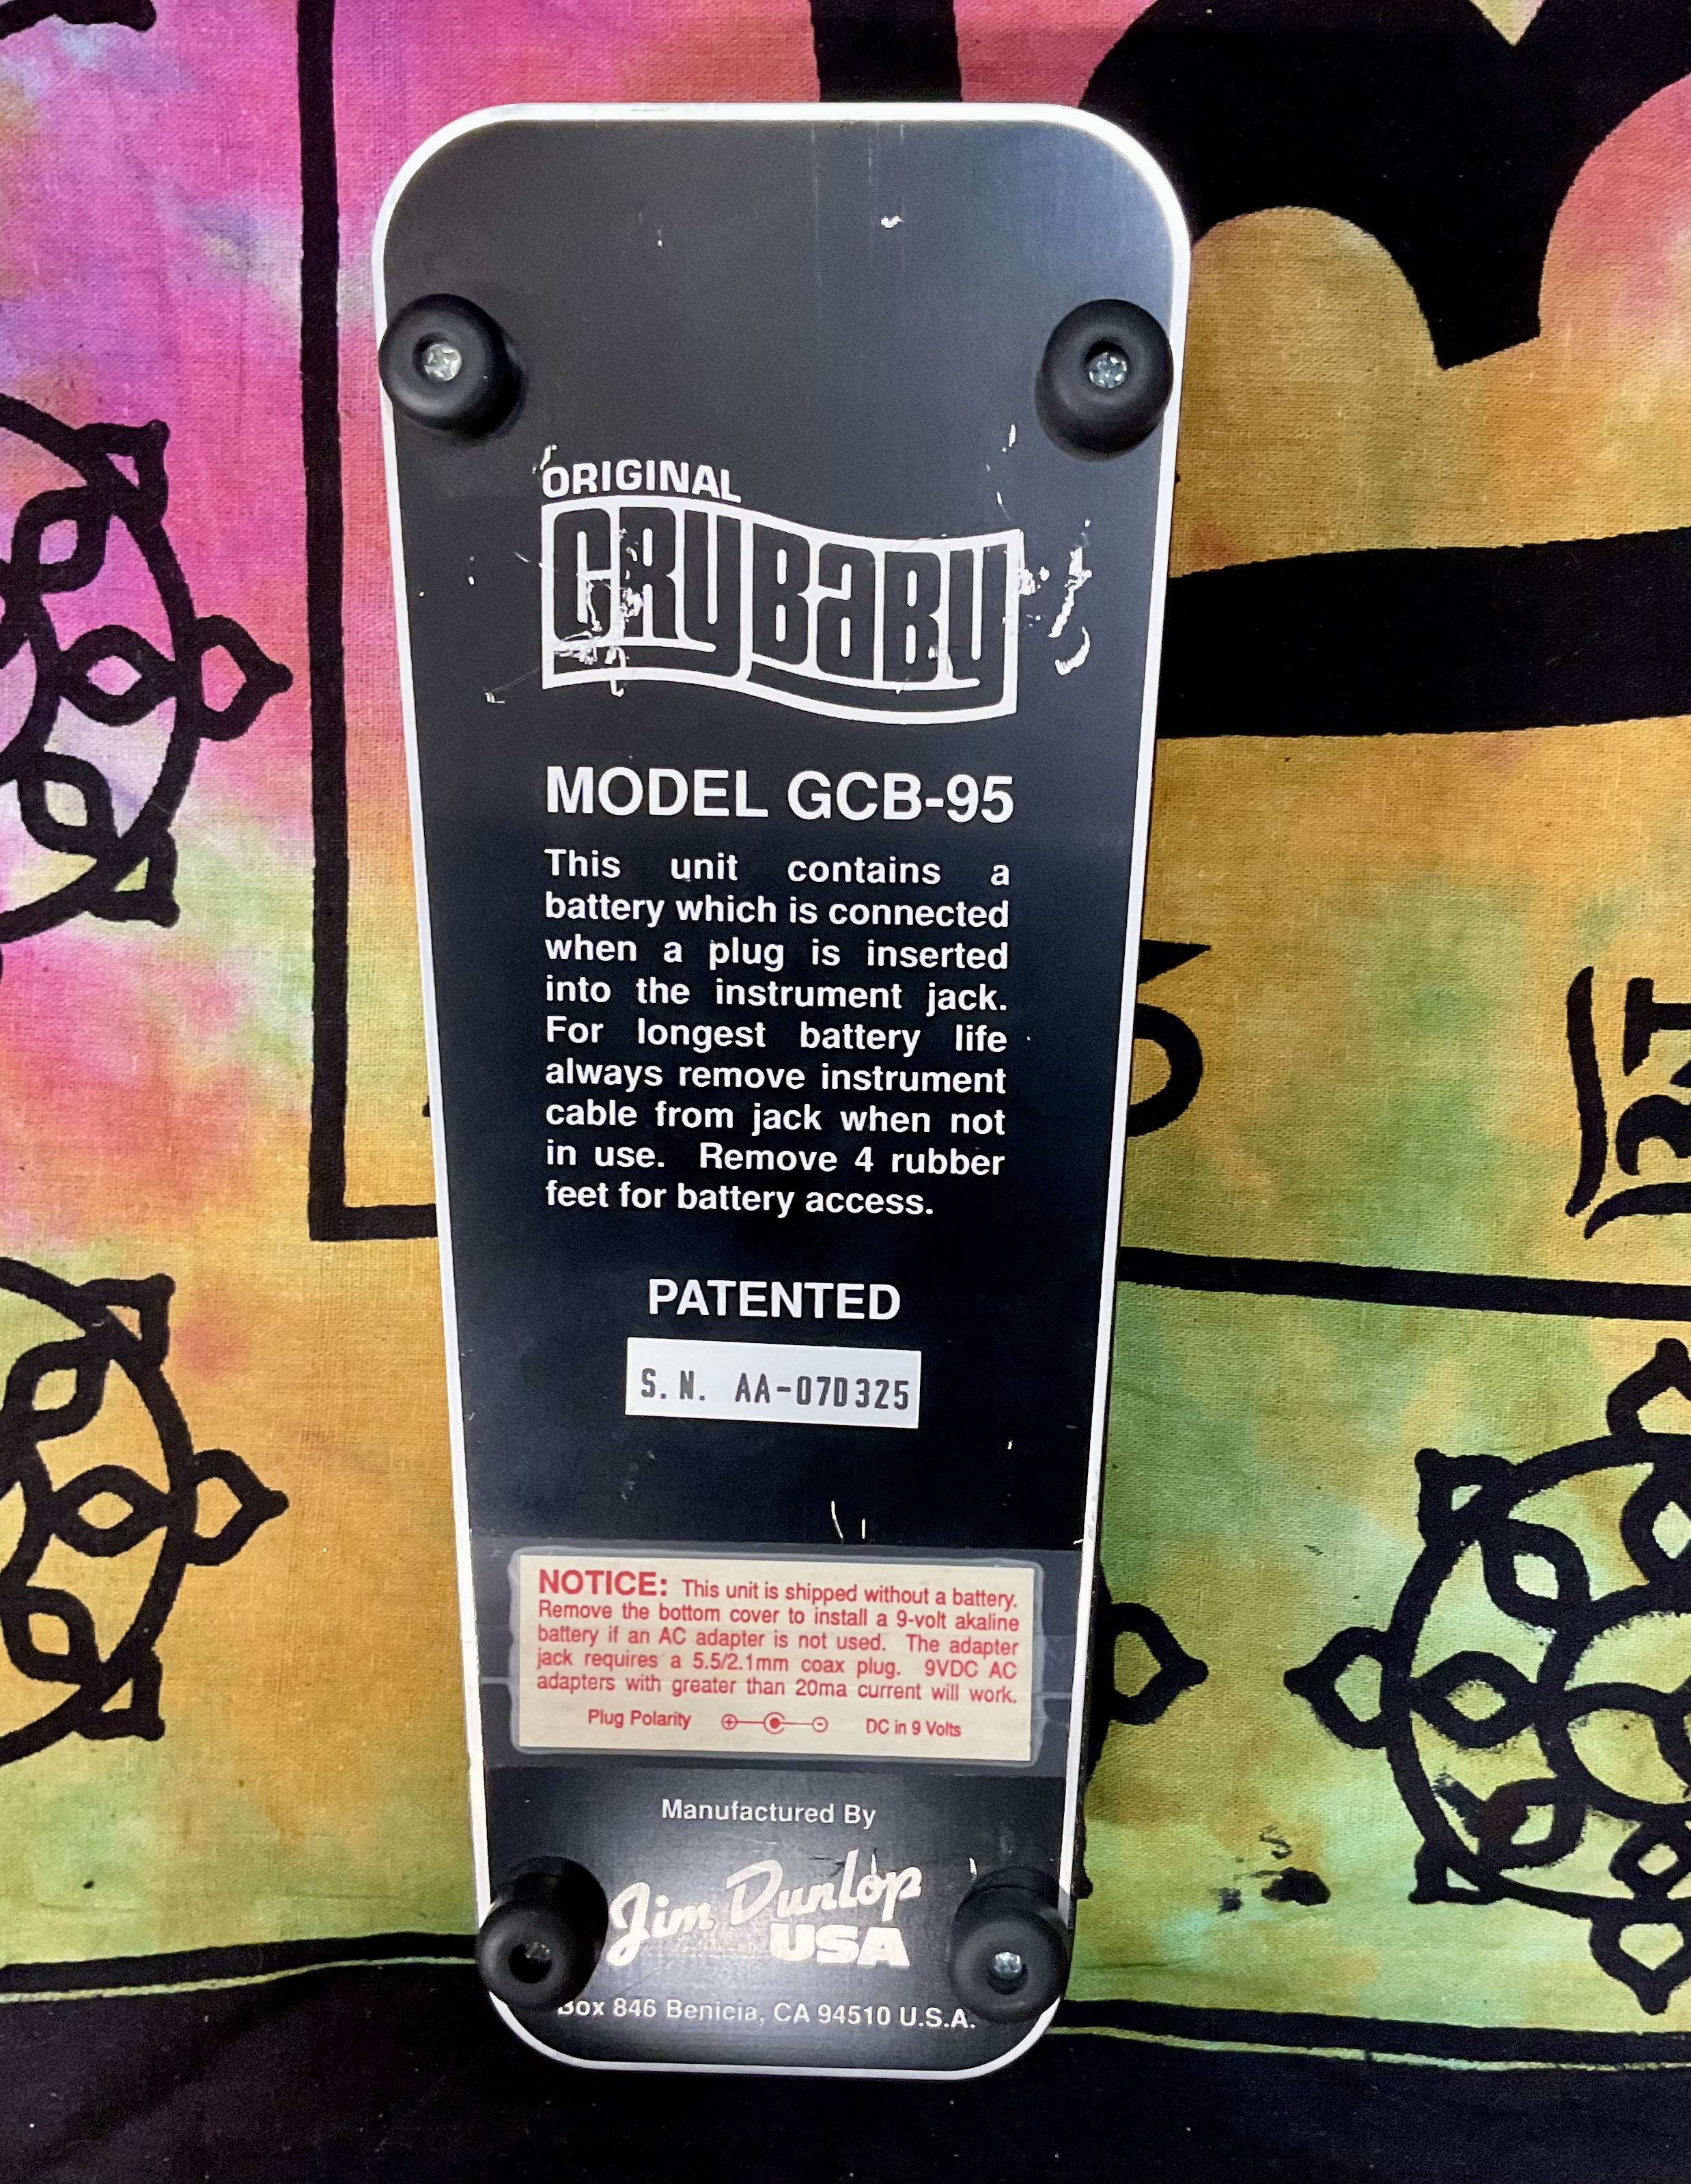 ORIGINAL
CRYBABY
MODEL GCB-95
This unit contains a
battery which is connected
when a plug is inserted
into the instrument jack.
For longest battery life
always remove instrument
cable from jack when not
in use. Remove 4 rubber
feet for battery access.
PATENTED
S.N. AA-07D325
NOTICE: This unit is shipped without a battery.
Remove the bottom cover to install a 9-volt akaline
battery if an AC adapter is not used. The adapter
jack requires a 5.5/2.1mm coax plug. 9VDC AC
adapters with greater than 20ma current will work.
Plug Polarity + - DC in 9 Volts
Manufactured By
Jim Dunlop
USA
Box 846 Benicia, CA 94510 U.S.A.